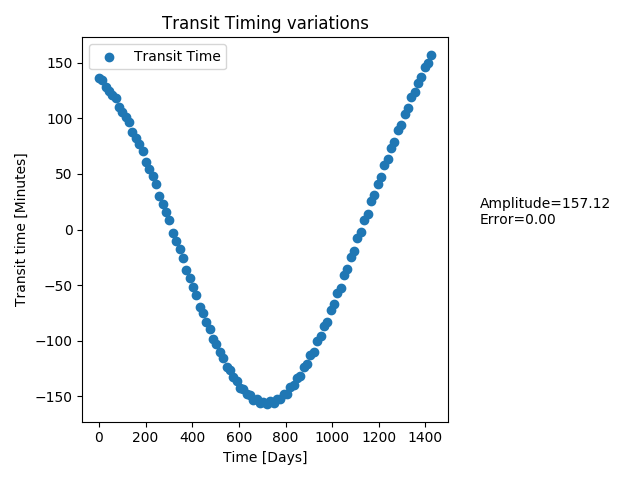 Transit Timing variations
Transit Time
Transit time [Minutes]
150
100
50
0
−50
−100
−150
0 200 400 600 800 1000 1200 1400
Time [Days]
Amplitude=157.12
Error=0.00